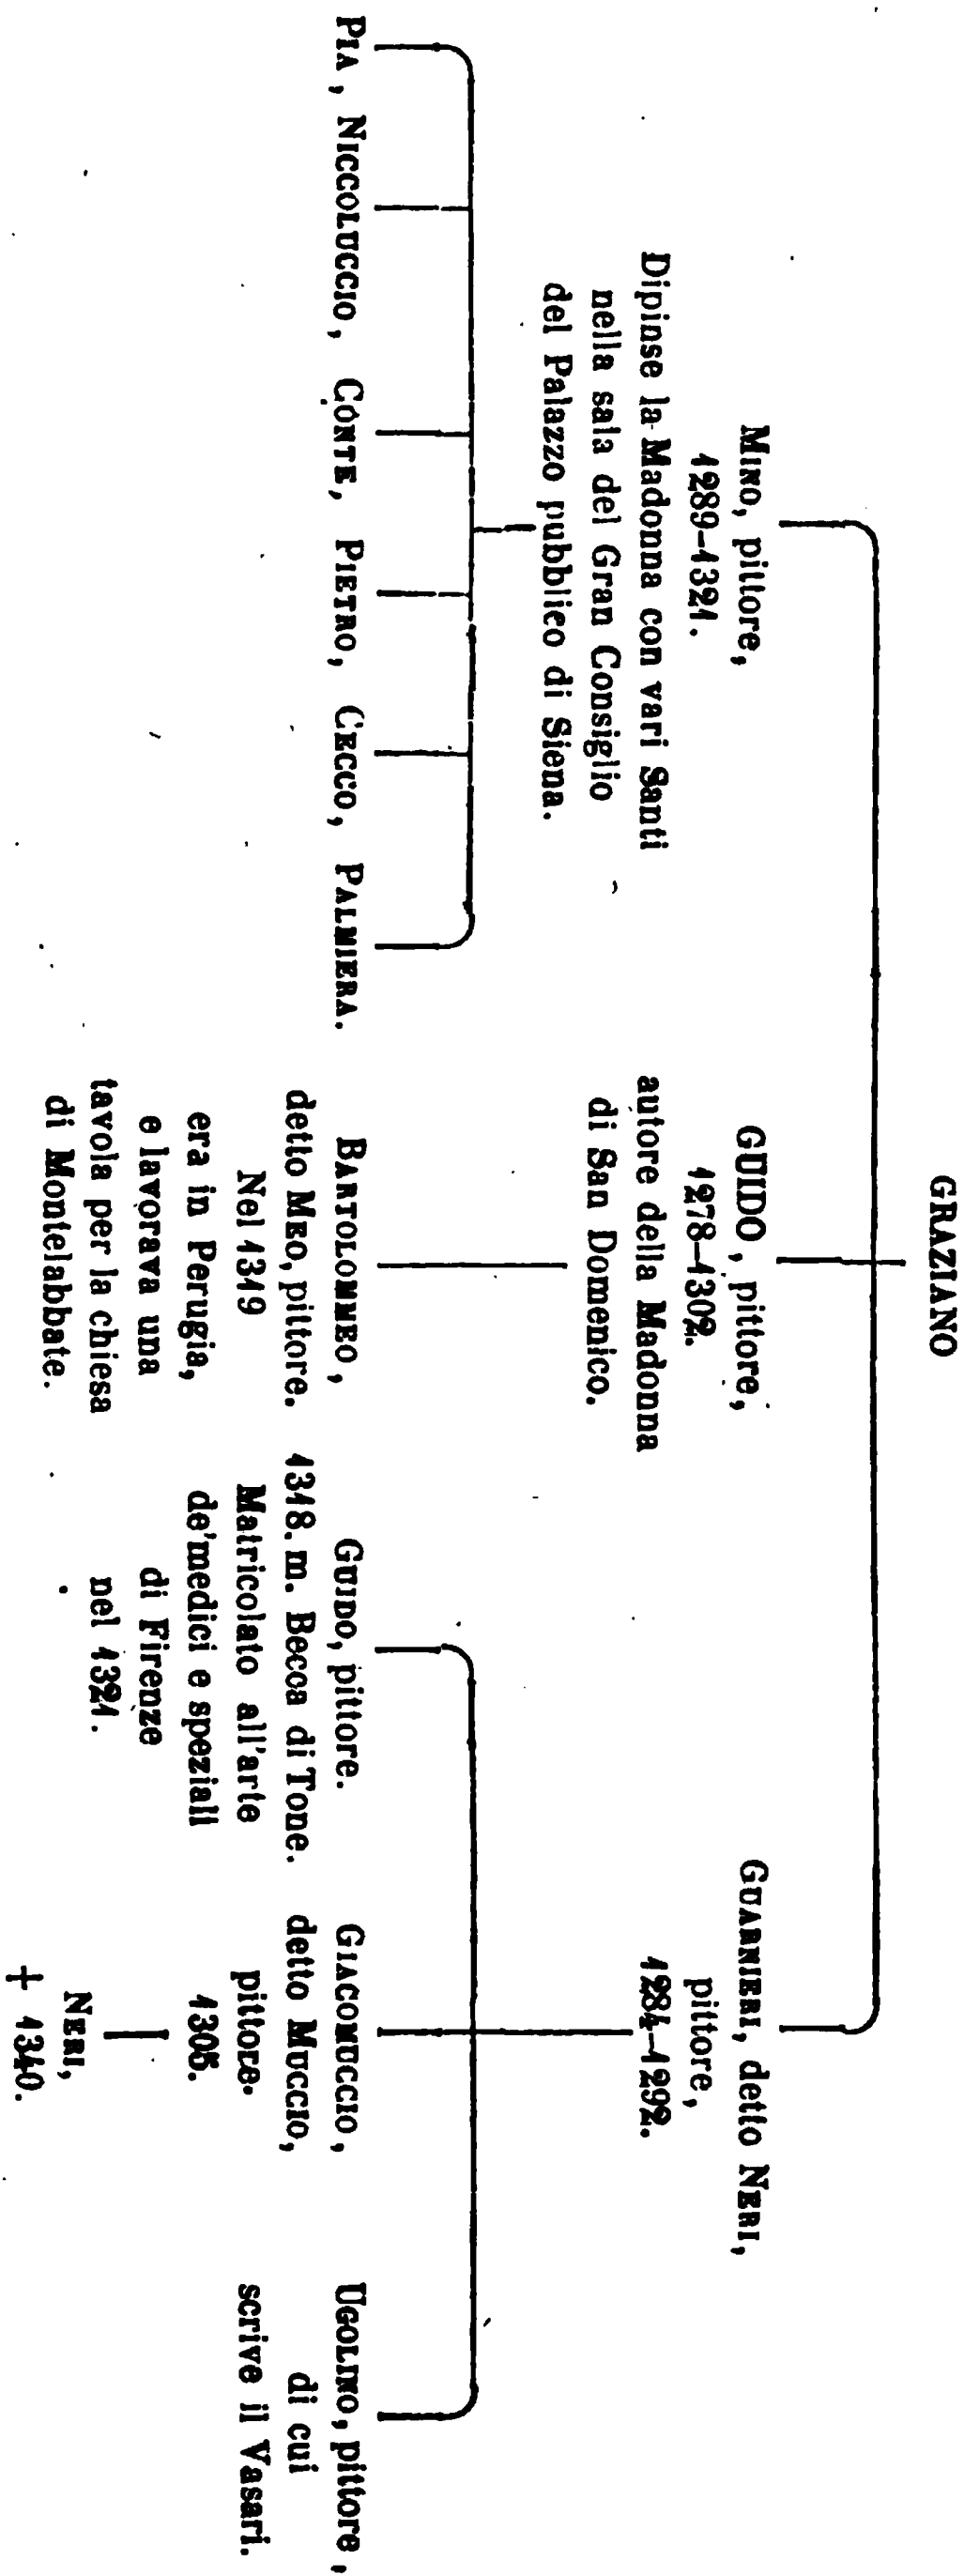 GRAZIANO
MINO, pittore,
1289-1321.
Dipinse la Madonna con vari Santi
nella sala del Gran Consiglio
del Palazzo pubblico di Siena.
GUIDO, pittore,
1278-1302.
autore della Madonna
di San Domenico.
GUARNIERI, detto NERI,
pittore,
1284-1292.
PIA, NICCOLUCCIO, CONTE, PIETRO, CECCO, PALMIERA.
BARTOLOMMEO,
detto MEO, pittore.
Nel 1319
era in Perugia,
e lavorava una
tavola per la chiesa
di Montelabbate.
GUIDO, pittore.
1318. m. Becca di Tone.
Matricolato all'arte
de'medici e speziali
di Firenze
nel 1321.
GIACOMUCCIO,
detto MUCCIO,
pittore.
1305.
NERI,
+ 1340.
UGOLINO, pittore,
di cui
scrive il Vasari.